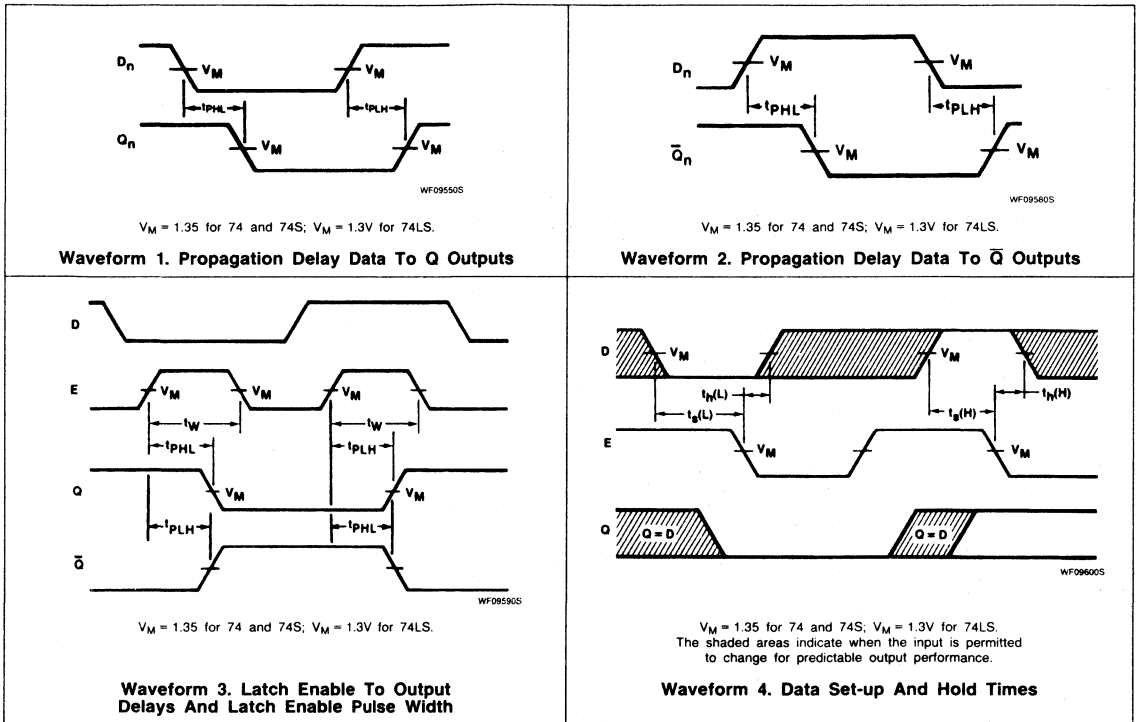 Dn
VM
VM
tPHL
tPLH
Qn
VM
VM
WF09550S
VM = 1.35 for 74 and 74S; VM = 1.3V for 74LS.
Waveform 1. Propagation Delay Data To Q Outputs
Dn
VM
VM
tPHL
tPLH
Q̅n
VM
VM
WF09580S
VM = 1.35 for 74 and 74S; VM = 1.3V for 74LS.
Waveform 2. Propagation Delay Data To Q̅ Outputs
D
E
VM
VM
tW
tW
tPHL
tPLH
Q
VM
VM
tPLH
tPHL
Q̅
WF09590S
VM = 1.35 for 74 and 74S; VM = 1.3V for 74LS.
Waveform 3. Latch Enable To Output
Delays And Latch Enable Pulse Width
D
VM
VM
th(L)
th(H)
ts(L)
ts(H)
E
VM
VM
Q
Q = D
Q = D
WF09600S
VM = 1.35 for 74 and 74S; VM = 1.3V for 74LS.
The shaded areas indicate when the input is permitted
to change for predictable output performance.
Waveform 4. Data Set-up And Hold Times